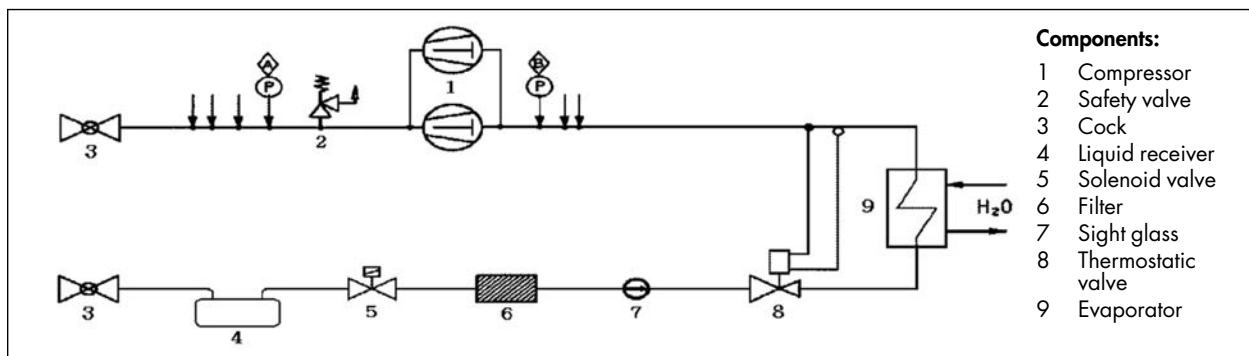 A
B
P
P
1
2
3
H₂O
9
3
4
5
6
7
8
Components:
1 Compressor
2 Safety valve
3 Cock
4 Liquid receiver
5 Solenoid valve
6 Filter
7 Sight glass
8 Thermostatic
valve
9 Evaporator